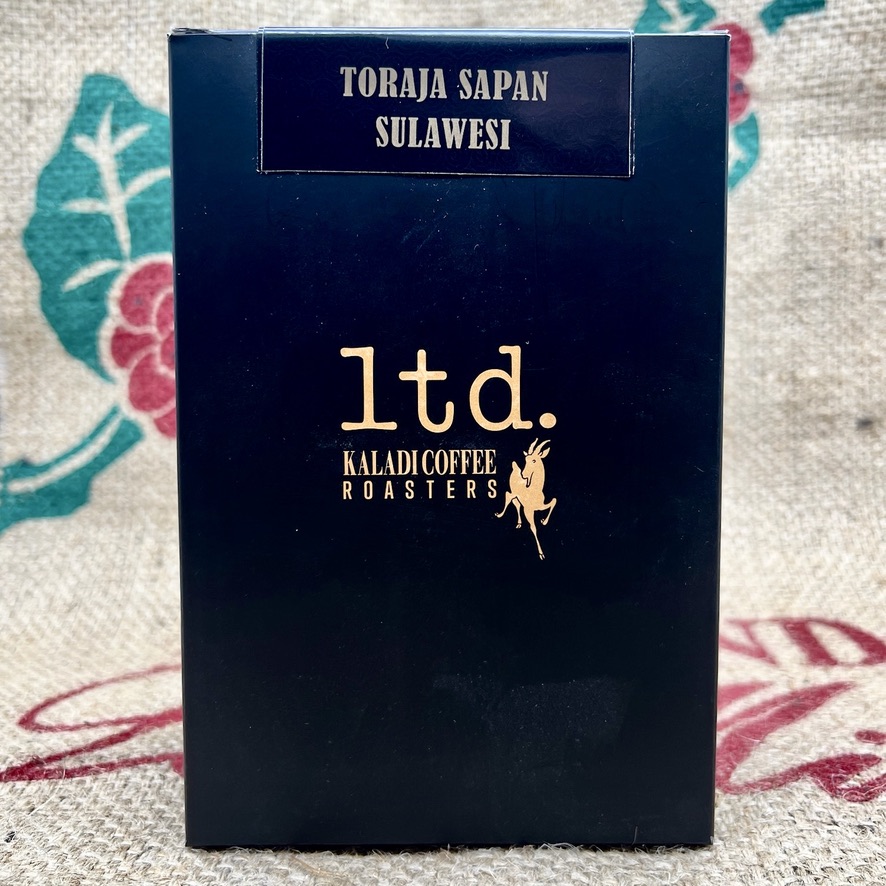 TORAJA SAPAN
SULAWESI
ltd.
KALADI COFFEE
ROASTERS